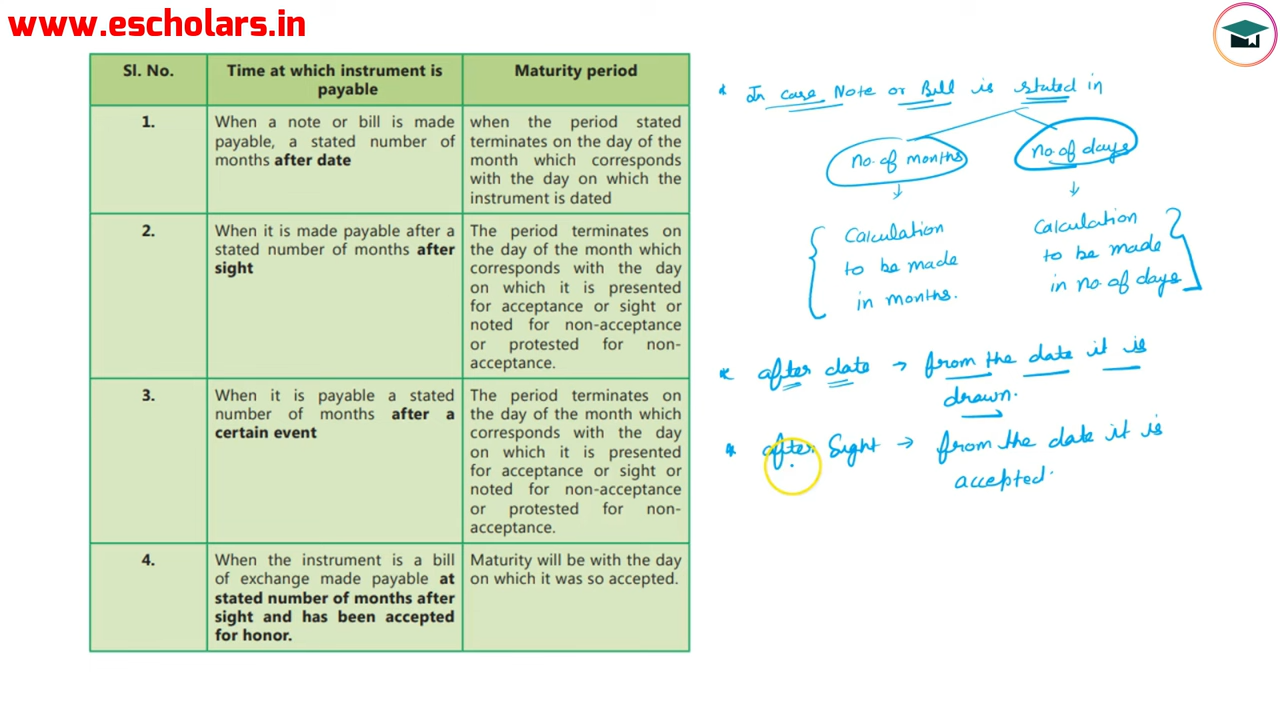 www.escholars.in
Sl. No.
Time at which instrument is
payable
Maturity period
1.
When a note or bill is made
payable, a stated number of
months after date
when the period stated
terminates on the day of the
month which corresponds
with the day on which the
instrument is dated
2.
When it is made payable after a
stated number of months after
sight
The period terminates on
the day of the month which
corresponds with the day
on which it is presented
for acceptance or sight or
noted for non-acceptance
or protested for non-
acceptance.
3.
When it is payable a stated
number of months after a
certain event
The period terminates on
the day of the month which
corresponds with the day
on which it is presented
for acceptance or sight or
noted for non-acceptance
or protested for non-
acceptance.
4.
When the instrument is a bill
of exchange made payable at
stated number of months after
sight and has been accepted
for honor.
Maturity will be with the day
on which it was so accepted.
* In case Note or Bill is stated in
no. of months
no. of days
Calculation
to be made
in months.
Calculation
to be made
in no. of days
* after date → from the date it is
drawn.
* after Sight → from the date it is
accepted.